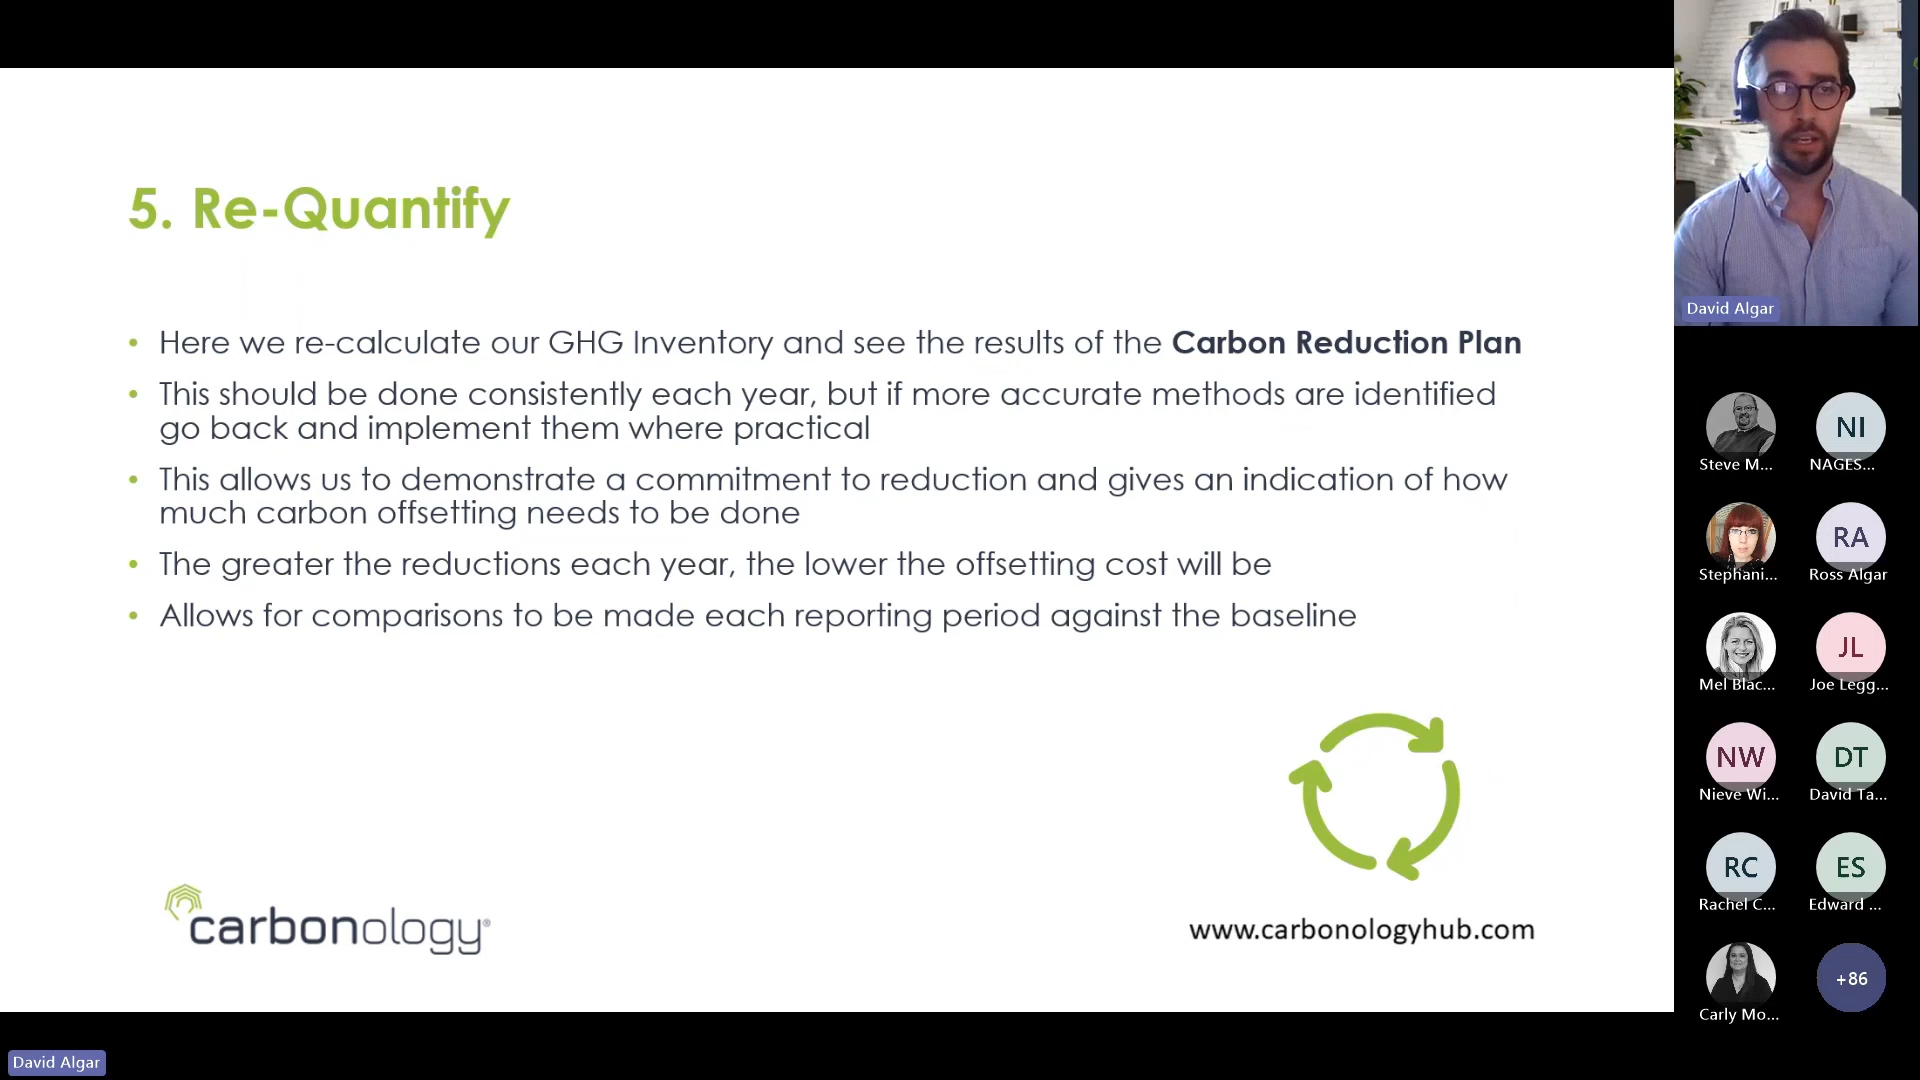 5. Re-Quantify
• Here we re-calculate our GHG Inventory and see the results of the Carbon Reduction Plan
• This should be done consistently each year, but if more accurate methods are identified
go back and implement them where practical
• This allows us to demonstrate a commitment to reduction and gives an indication of how
much carbon offsetting needs to be done
• The greater the reductions each year, the lower the offsetting cost will be
• Allows for comparisons to be made each reporting period against the baseline
carbonology®
www.carbonologyhub.com
David Algar
David Algar
Steve M...
NI
NAGES...
Stephani...
RA
Ross Algar
Mel Blac...
JL
Joe Legg...
NW
Nieve Wi...
DT
David Ta...
RC
Rachel C...
ES
Edward ...
Carly Mo...
+86